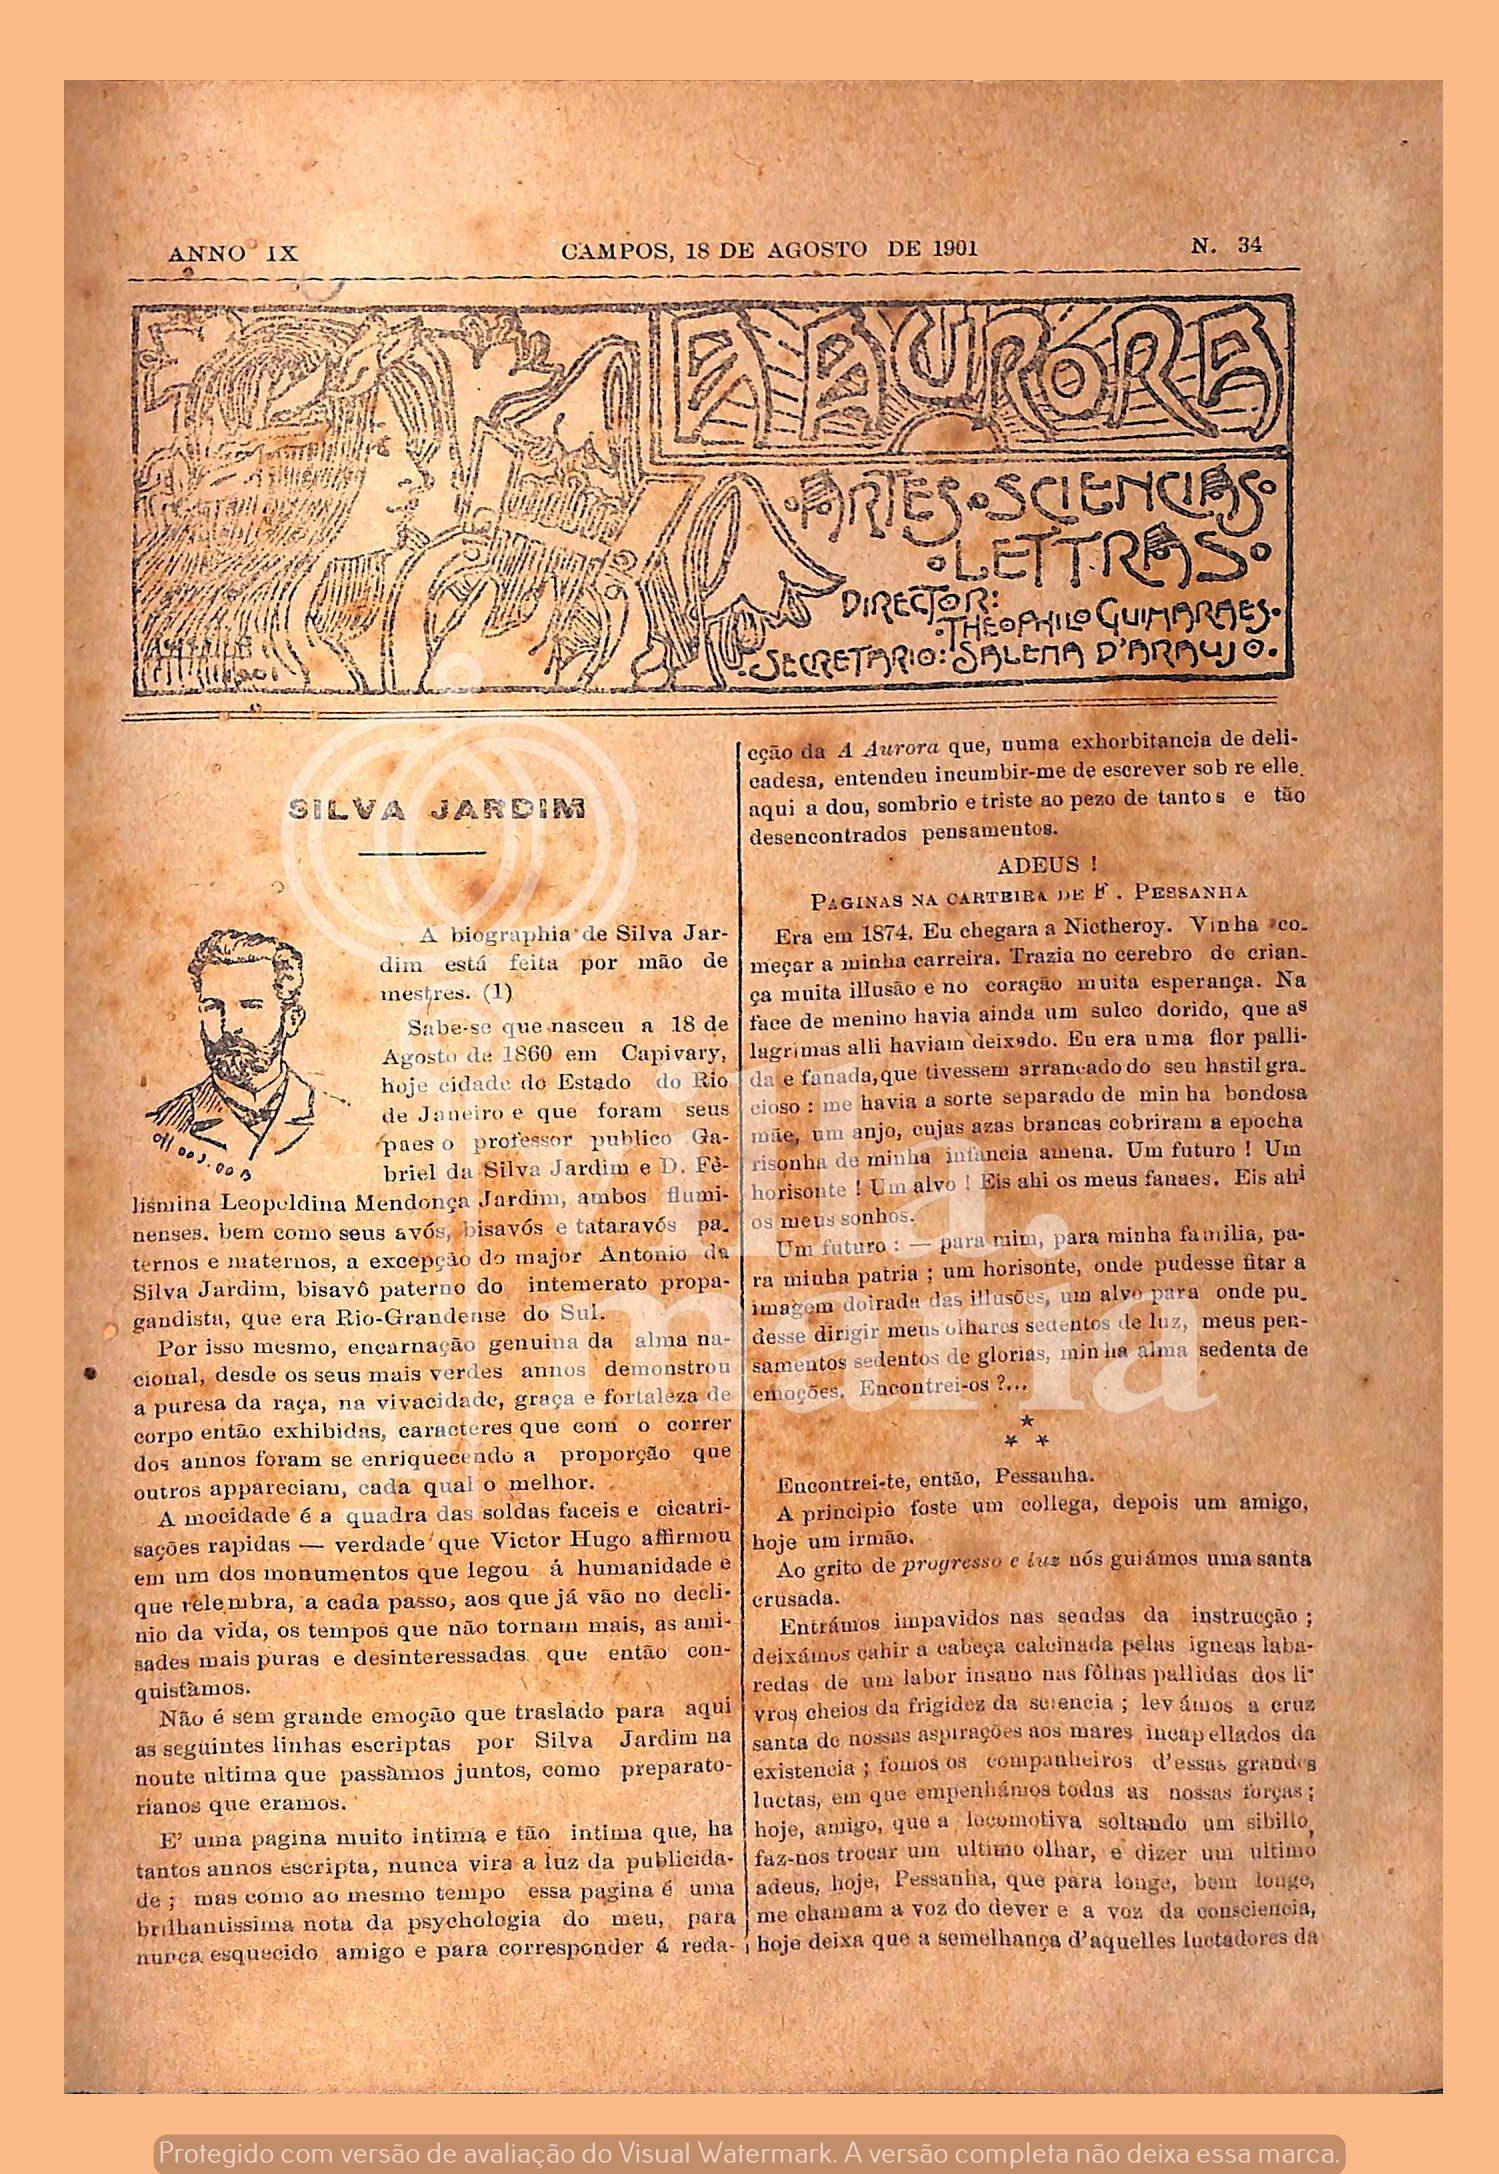 ANNO IX
CAMPOS, 18 DE AGOSTO DE 1901
N. 34
A AURORA
ARTES SCIENCIAS
LETTRAS
DIRECTOR:
THEOPHILO GUIMARAES.
SECRETARIO: SALEMA D'ARAUJO.
SILVA JARDIM
A biographia de Silva Jar-
dim está feita por mão de
mestres. (1)
Sabe-se que nasceu a 18 de
Agosto de 1860 em Capivary,
hoje cidade do Estado do Rio
de Janeiro e que foram seus
paes o professor publico Ga-
briel da Silva Jardim e D. Fè-
lismina Leopoldina Mendonça Jardim, ambos flumi-
nenses, bem como seus avós, bisavós e tataravós pa-
ternos e maternos, a excepção do major Antonio da
Silva Jardim, bisavô paterno do intemerato propa-
gandista, que era Rio-Grandense do Sul.
Por isso mesmo, encarnação genuina da alma na-
cional, desde os seus mais verdes annos demonstrou
a puresa da raça, na vivacidade, graça e fortaleza de
corpo então exhibidas, caracteres que com o correr
dos annos foram se enriquecendo a proporção que
outros appareciam, cada qual o melhor.
A mocidade é a quadra das soldas faceis e cicatri-
sações rapidas — verdade que Victor Hugo affirmou
em um dos monumentos que legou á humanidade e
que relembra, a cada passo, aos que já vão no decli-
nio da vida, os tempos que não tornam mais, as ami-
sades mais puras e desinteressadas que então con-
quistàmos.
Não é sem grande emoção que traslado para aqui
as seguintes linhas escriptas por Silva Jardim na
noute ultima que passàmos juntos, como preparato-
rianos que eramos.
E' uma pagina muito intima e tão intima que, ha
tantos annos escripta, nunca vira a luz da publicida-
de ; mas como ao mesmo tempo essa pagina é uma
brilhantissima nota da psychologia do meu, para
nunca esquecido amigo e para corresponder á reda-
cção da A Aurora que, numa exhorbitancia de deli-
cadesa, entendeu incumbir-me de escrever sob re elle,
aqui a dou, sombrio e triste ao pezo de tantos e tão
desencontrados pensamentos.
ADEUS !
PAGINAS NA CARTEIRA DE F. PESSANHA
Era em 1874. Eu chegara a Nictheroy. Vinha co-
meçar a minha carreira. Trazia no cerebro de crian-
ça muita illusão e no coração muita esperança. Na
face de menino havia ainda um sulco dorido, que as
lagrimas alli haviam deixado. Eu era uma flor palli-
da e fanada, que tivessem arrancado do seu hastil gra-
cioso : me havia a sorte separado de min ha bondosa
mãe, um anjo, cujas azas brancas cobriram a epocha
risonha de minha infancia amena. Um futuro ! Um
horisonte ! Um alvo ! Eis ahi os meus fanaes. Eis ahi
os meus sonhos.
Um futuro : — para mim, para minha familia, pa-
ra minha patria ; um horisonte, onde pudesse fitar a
imagem doirada das illusões, um alvo para onde pu-
desse dirigir meus olhares sedentos de luz, meus pen-
samentos sedentos de glorias, min ha alma sedenta de
emoções. Encontrei-os ?...
*
* *
Encontrei-te, então, Pessanha.
A principio foste um collega, depois um amigo,
hoje um irmão.
Ao grito de progresso e luz nós guiámos uma santa
crusada.
Entrámos impavidos nas sendas da instrucção ;
deixámos cahir a cabeça calcinada pelas igneas laba-
redas de um labor insano nas fôlhas pallidas dos li-
vros cheios da frigidez da sciencia ; levámos a cruz
santa de nossas aspirações aos mares incapellados da
existencia ; fomos os companheiros d'essas grandes
luctas, em que empenhámos todas as nossas forças ;
hoje, amigo, que a locomotiva soltando um sibillo,
faz-nos trocar um ultimo olhar, e dizer um ultimo
adeus, hoje, Pessanha, que para longe, bem longe,
me chamam a voz do dever e a voz da consciencia,
hoje deixa que a semelhança d'aquelles luctadores da
Protegido com versão de avaliação do Visual Watermark. A versão completa não deixa essa marca.